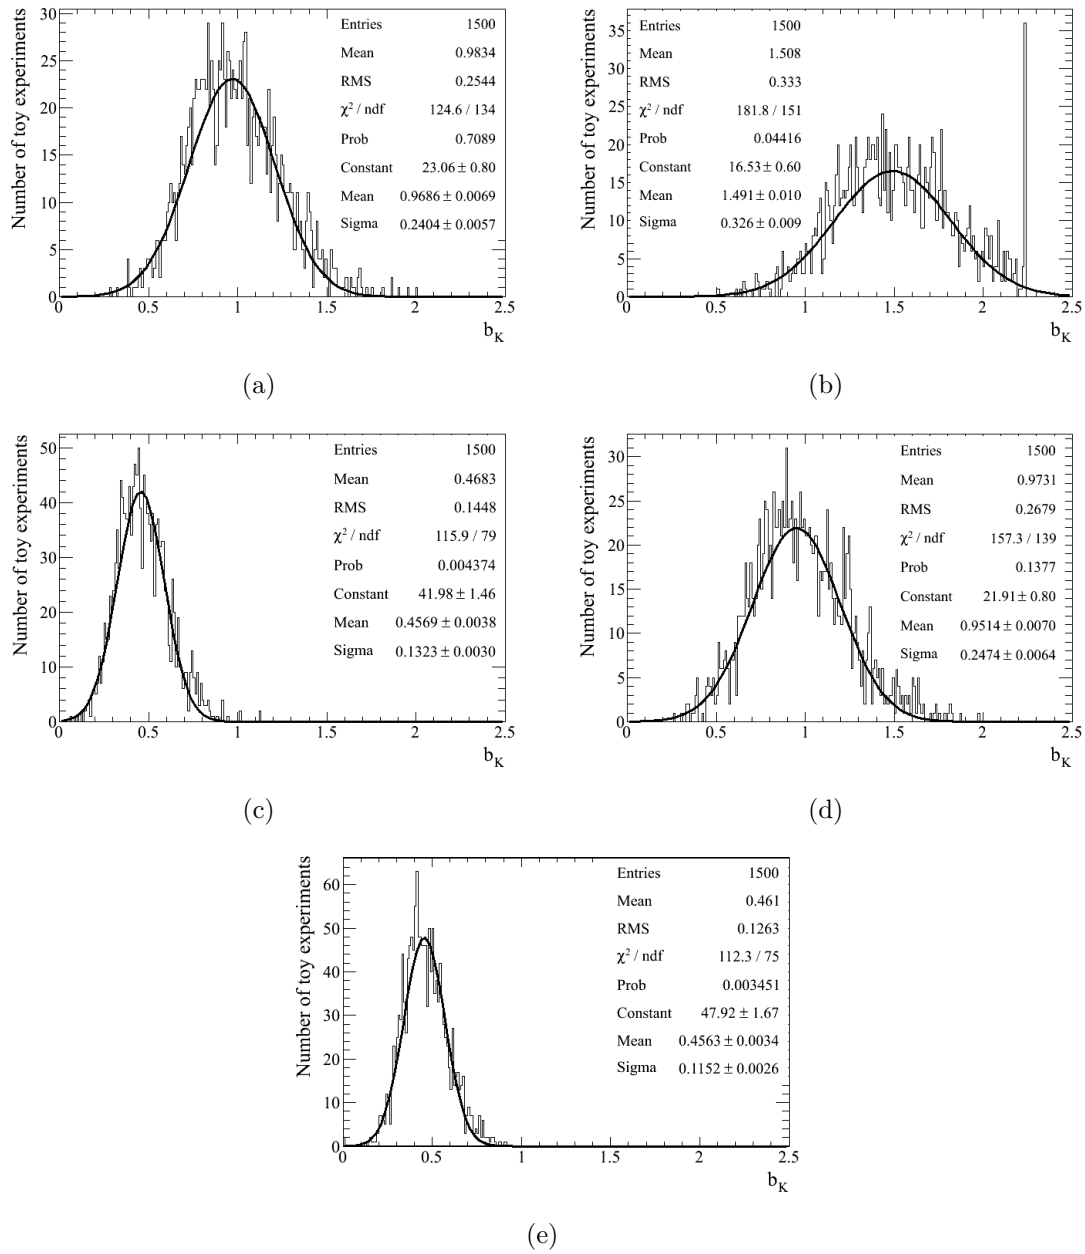 Number of toy experiments
30
25
20
15
10
5
0
Entries 1500
Mean 0.9834
RMS 0.2544
χ² / ndf 124.6 / 134
Prob 0.7089
Constant 23.06 ± 0.80
Mean 0.9686 ± 0.0069
Sigma 0.2404 ± 0.0057
0 0.5 1 1.5 2 2.5
b_K
(a)
Number of toy experiments
35
30
25
20
15
10
5
0
Entries 1500
Mean 1.508
RMS 0.333
χ² / ndf 181.8 / 151
Prob 0.04416
Constant 16.53 ± 0.60
Mean 1.491 ± 0.010
Sigma 0.326 ± 0.009
0 0.5 1 1.5 2 2.5
b_K
(b)
Number of toy experiments
50
40
30
20
10
0
Entries 1500
Mean 0.4683
RMS 0.1448
χ² / ndf 115.9 / 79
Prob 0.004374
Constant 41.98 ± 1.46
Mean 0.4569 ± 0.0038
Sigma 0.1323 ± 0.0030
0 0.5 1 1.5 2 2.5
b_K
(c)
Number of toy experiments
30
25
20
15
10
5
0
Entries 1500
Mean 0.9731
RMS 0.2679
χ² / ndf 157.3 / 139
Prob 0.1377
Constant 21.91 ± 0.80
Mean 0.9514 ± 0.0070
Sigma 0.2474 ± 0.0064
0 0.5 1 1.5 2 2.5
b_K
(d)
Number of toy experiments
60
50
40
30
20
10
0
Entries 1500
Mean 0.461
RMS 0.1263
χ² / ndf 112.3 / 75
Prob 0.003451
Constant 47.92 ± 1.67
Mean 0.4563 ± 0.0034
Sigma 0.1152 ± 0.0026
0 0.5 1 1.5 2 2.5
b_K
(e)